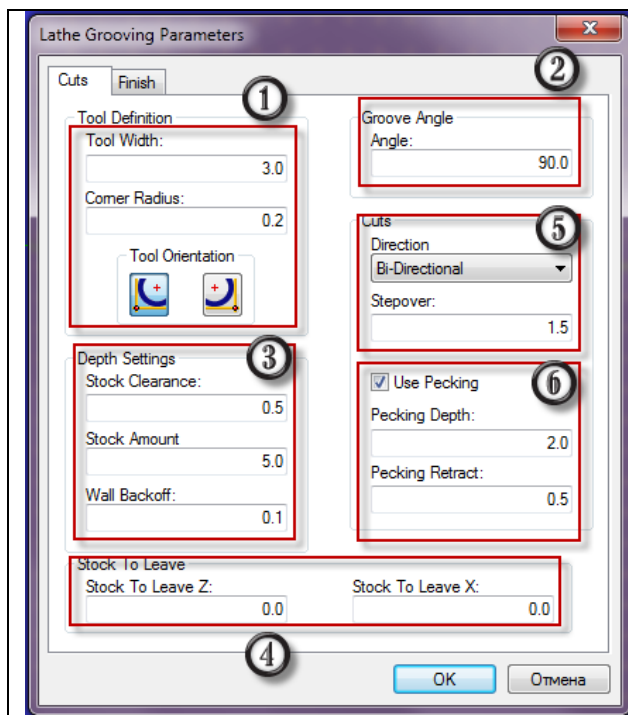 Lathe Grooving Parameters
Cuts Finish
1
2
Tool Definition
Tool Width:
3.0
Corner Radius:
0.2
Tool Orientation
Groove Angle
Angle:
90.0
Cuts
5
Direction
Bi-Directional
Stepover:
1.5
Depth Settings
3
Stock Clearance:
0.5
Stock Amount
5.0
Wall Backoff:
0.1
Use Pecking
6
Pecking Depth:
2.0
Pecking Retract:
0.5
Stock To Leave
Stock To Leave Z:
0.0
Stock To Leave X:
0.0
4
OK Отмена